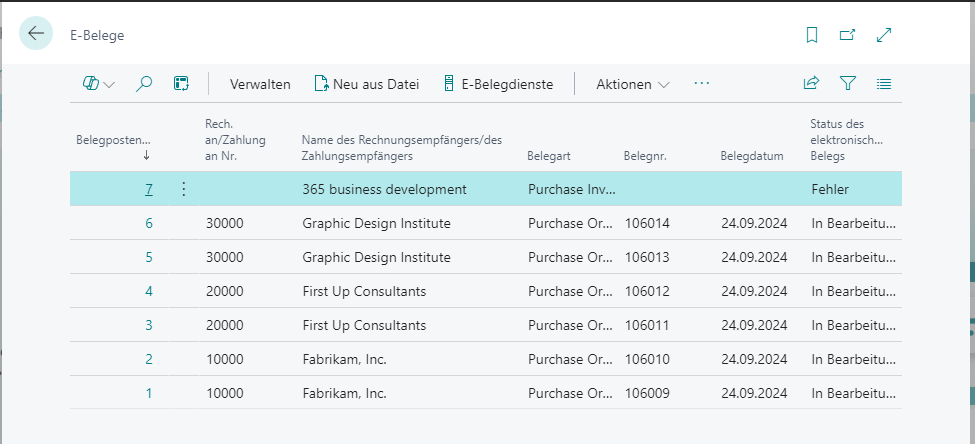 E-Belege
Verwalten Neu aus Datei E-Belegdienste Aktionen ...
Belegposten... ↓ Rech. an/Zahlung an Nr. Name des Rechnungsempfängers/des Zahlungsempfängers Belegart Belegnr. Belegdatum Status des elektronisch... Belegs
7 365 business development Purchase Inv... Fehler
6 30000 Graphic Design Institute Purchase Or... 106014 24.09.2024 In Bearbeitu...
5 30000 Graphic Design Institute Purchase Or... 106013 24.09.2024 In Bearbeitu...
4 20000 First Up Consultants Purchase Or... 106012 24.09.2024 In Bearbeitu...
3 20000 First Up Consultants Purchase Or... 106011 24.09.2024 In Bearbeitu...
2 10000 Fabrikam, Inc. Purchase Or... 106010 24.09.2024 In Bearbeitu...
1 10000 Fabrikam, Inc. Purchase Or... 106009 24.09.2024 In Bearbeitu...